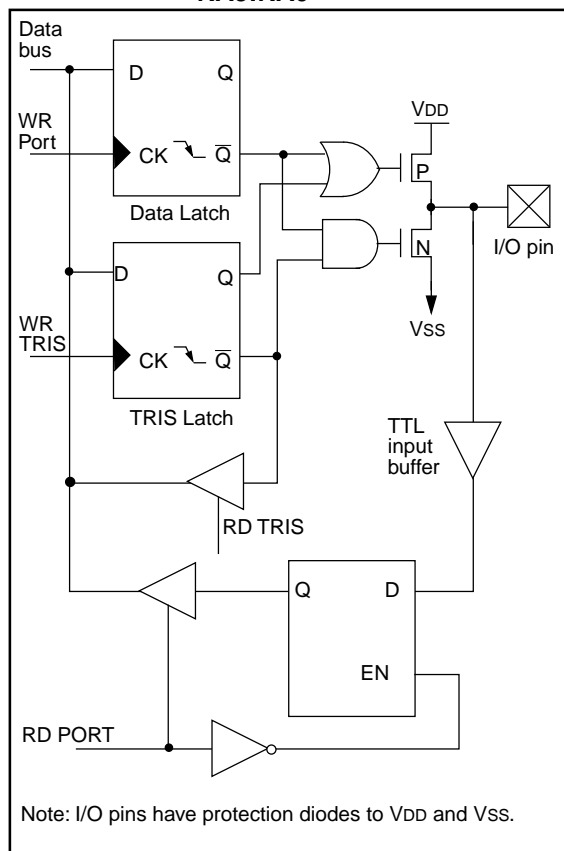 Data
bus
D
Q
WR
Port
CK
Q
VDD
P
Data Latch
I/O pin
N
D
Q
WR
TRIS
VSS
CK
Q
TRIS Latch
TTL
input
buffer
RD TRIS
Q
D
EN
RD PORT
Note: I/O pins have protection diodes to VDD and VSS.